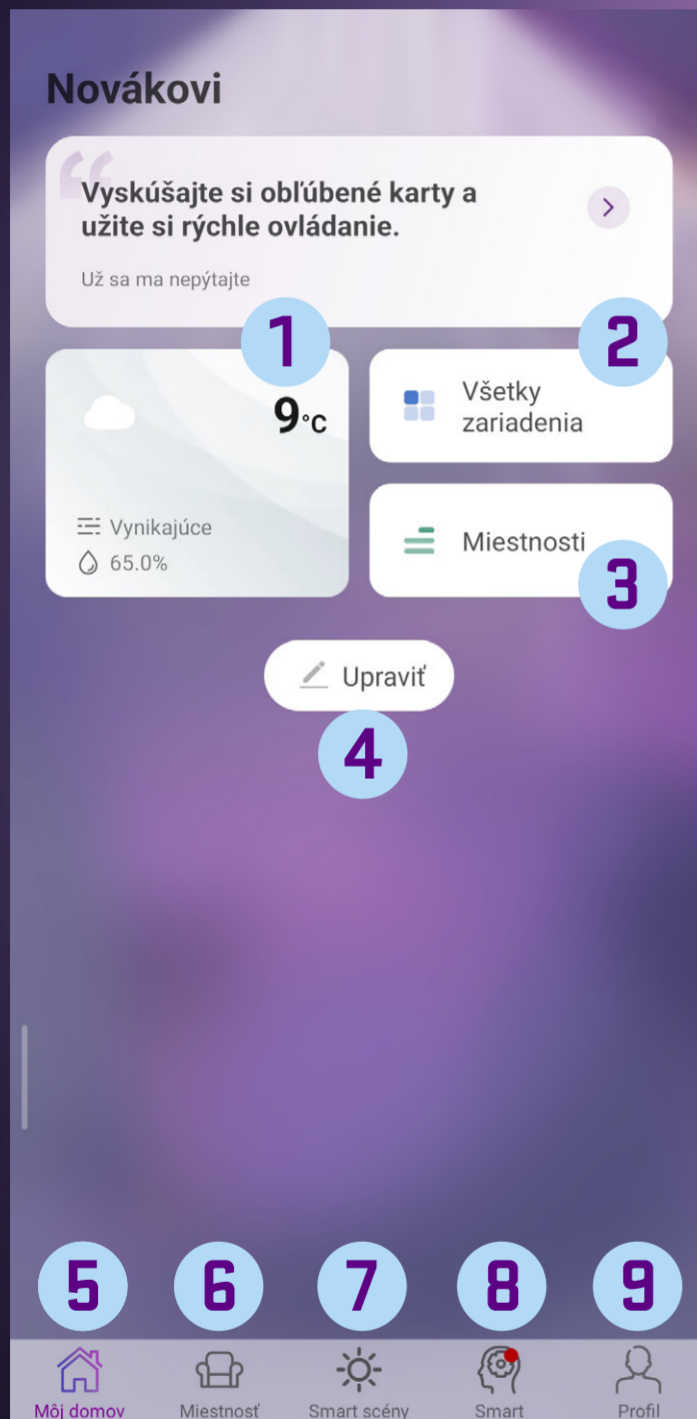 Novákovi
Vyskúšajte si obľúbené karty a
užite si rýchle ovládanie.
Už sa ma nepýtajte
1
2
9°C
Všetky
zariadenia
Vynikajúce
65.0%
Miestnosti
3
Upraviť
4
5 6 7 8 9
Môj domov Miestnosť Smart scény Smart Profil